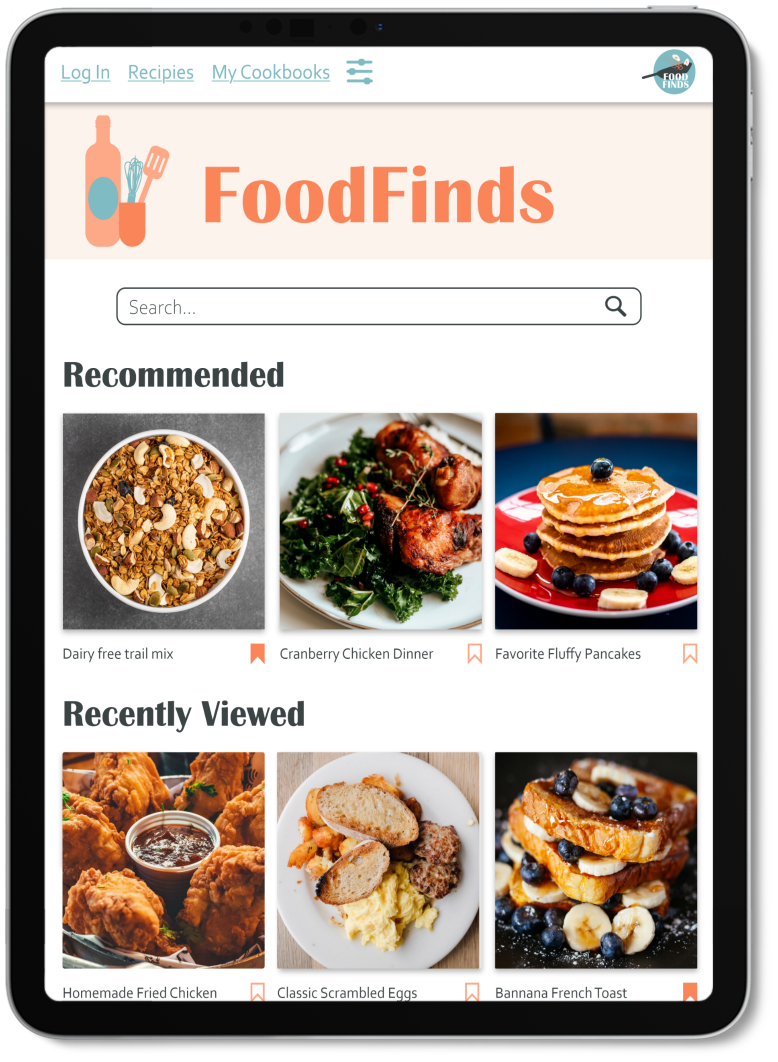 Log In Recipies My Cookbooks
FOOD
FINDS
FoodFinds
Search...
Recommended
Dairy free trail mix
Cranberry Chicken Dinner
Favorite Fluffy Pancakes
Recently Viewed
Homemade Fried Chicken
Classic Scrambled Eggs
Bannana French Toast